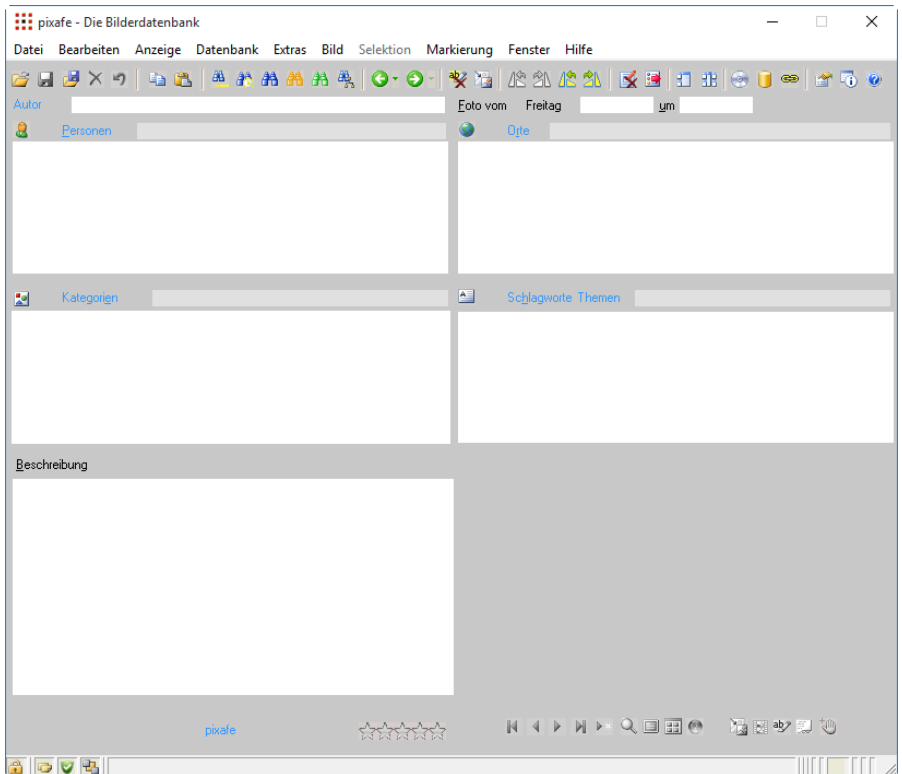 pixafe - Die Bilderdatenbank
Datei Bearbeiten Anzeige Datenbank Extras Bild Selektion Markierung Fenster Hilfe
Autor Foto vom Freitag um
Personen Orte
Kategorien Schlagworte Themen
Beschreibung
pixafe